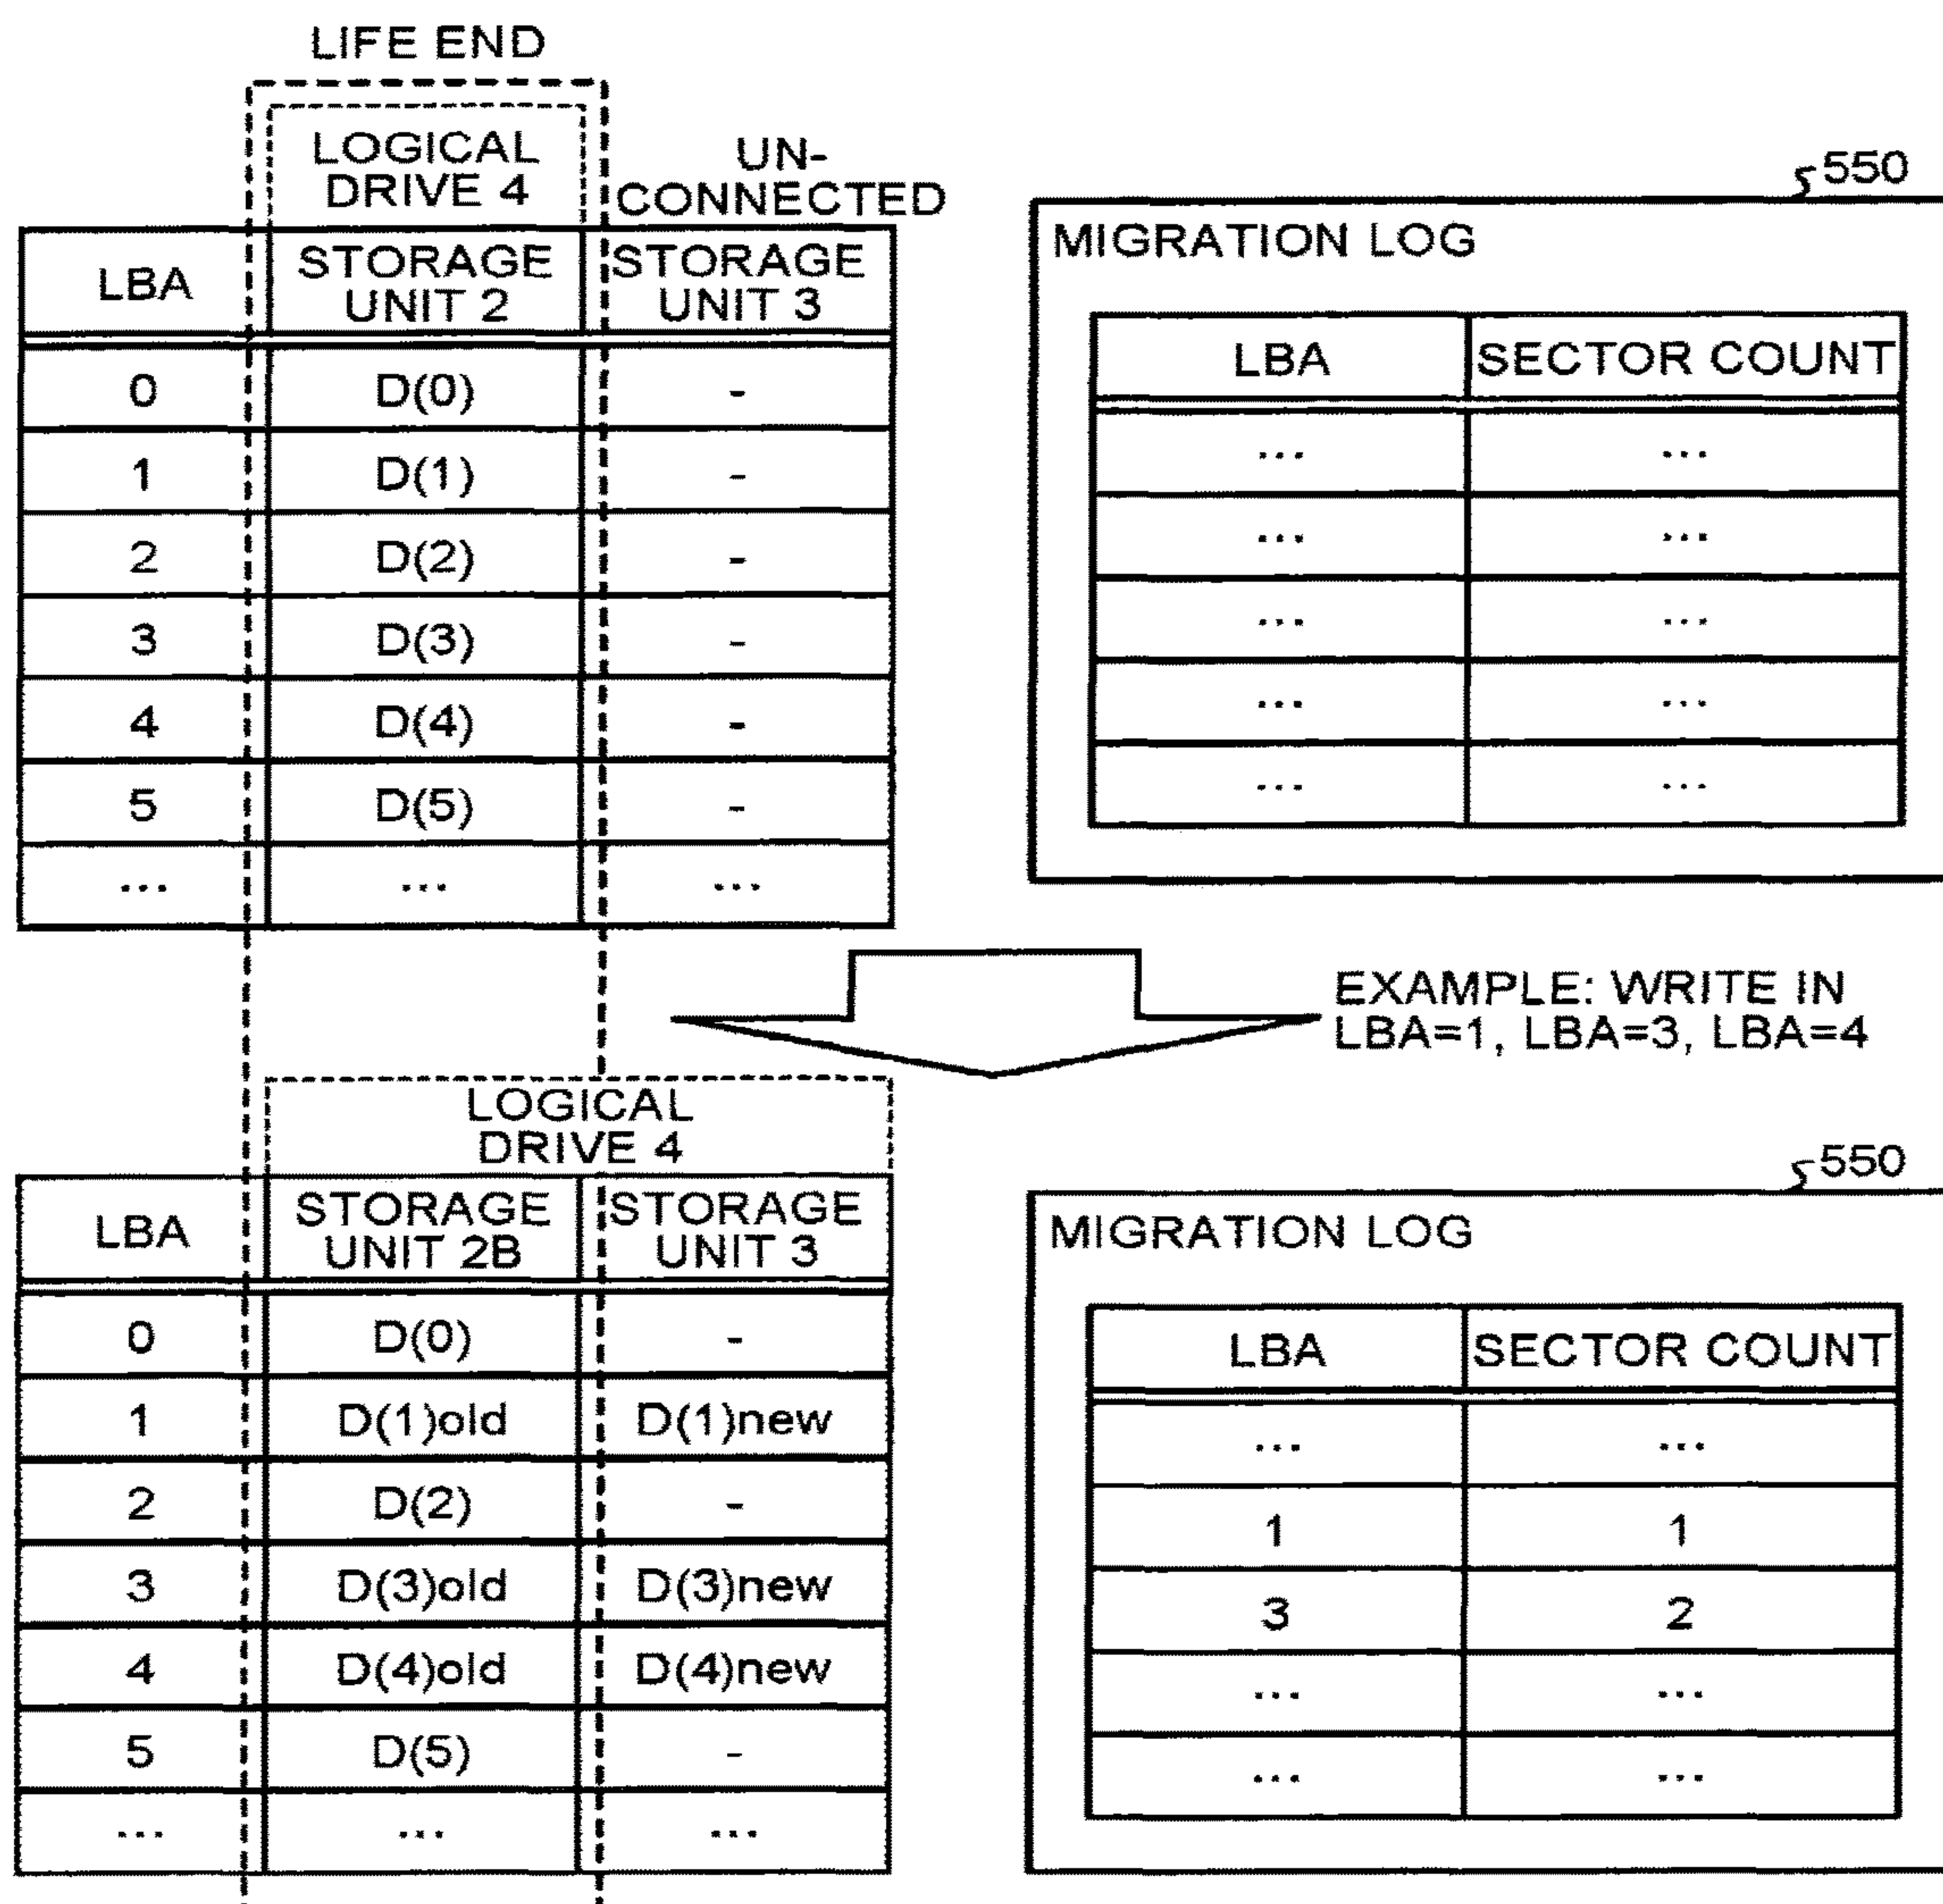 LIFE END
LOGICAL
DRIVE 4
UN-
CONNECTED
LBA
STORAGE
UNIT 2
STORAGE
UNIT 3
0 D(0) -
1 D(1) -
2 D(2) -
3 D(3) -
4 D(4) -
5 D(5) -
... ... ...
550
MIGRATION LOG
LBA SECTOR COUNT
... ...
... ...
... ...
... ...
... ...
EXAMPLE: WRITE IN
LBA=1, LBA=3, LBA=4
LOGICAL
DRIVE 4
LBA
STORAGE
UNIT 2B
STORAGE
UNIT 3
0 D(0) -
1 D(1)old D(1)new
2 D(2) -
3 D(3)old D(3)new
4 D(4)old D(4)new
5 D(5) -
... ... ...
550
MIGRATION LOG
LBA SECTOR COUNT
... ...
1 1
3 2
... ...
... ...